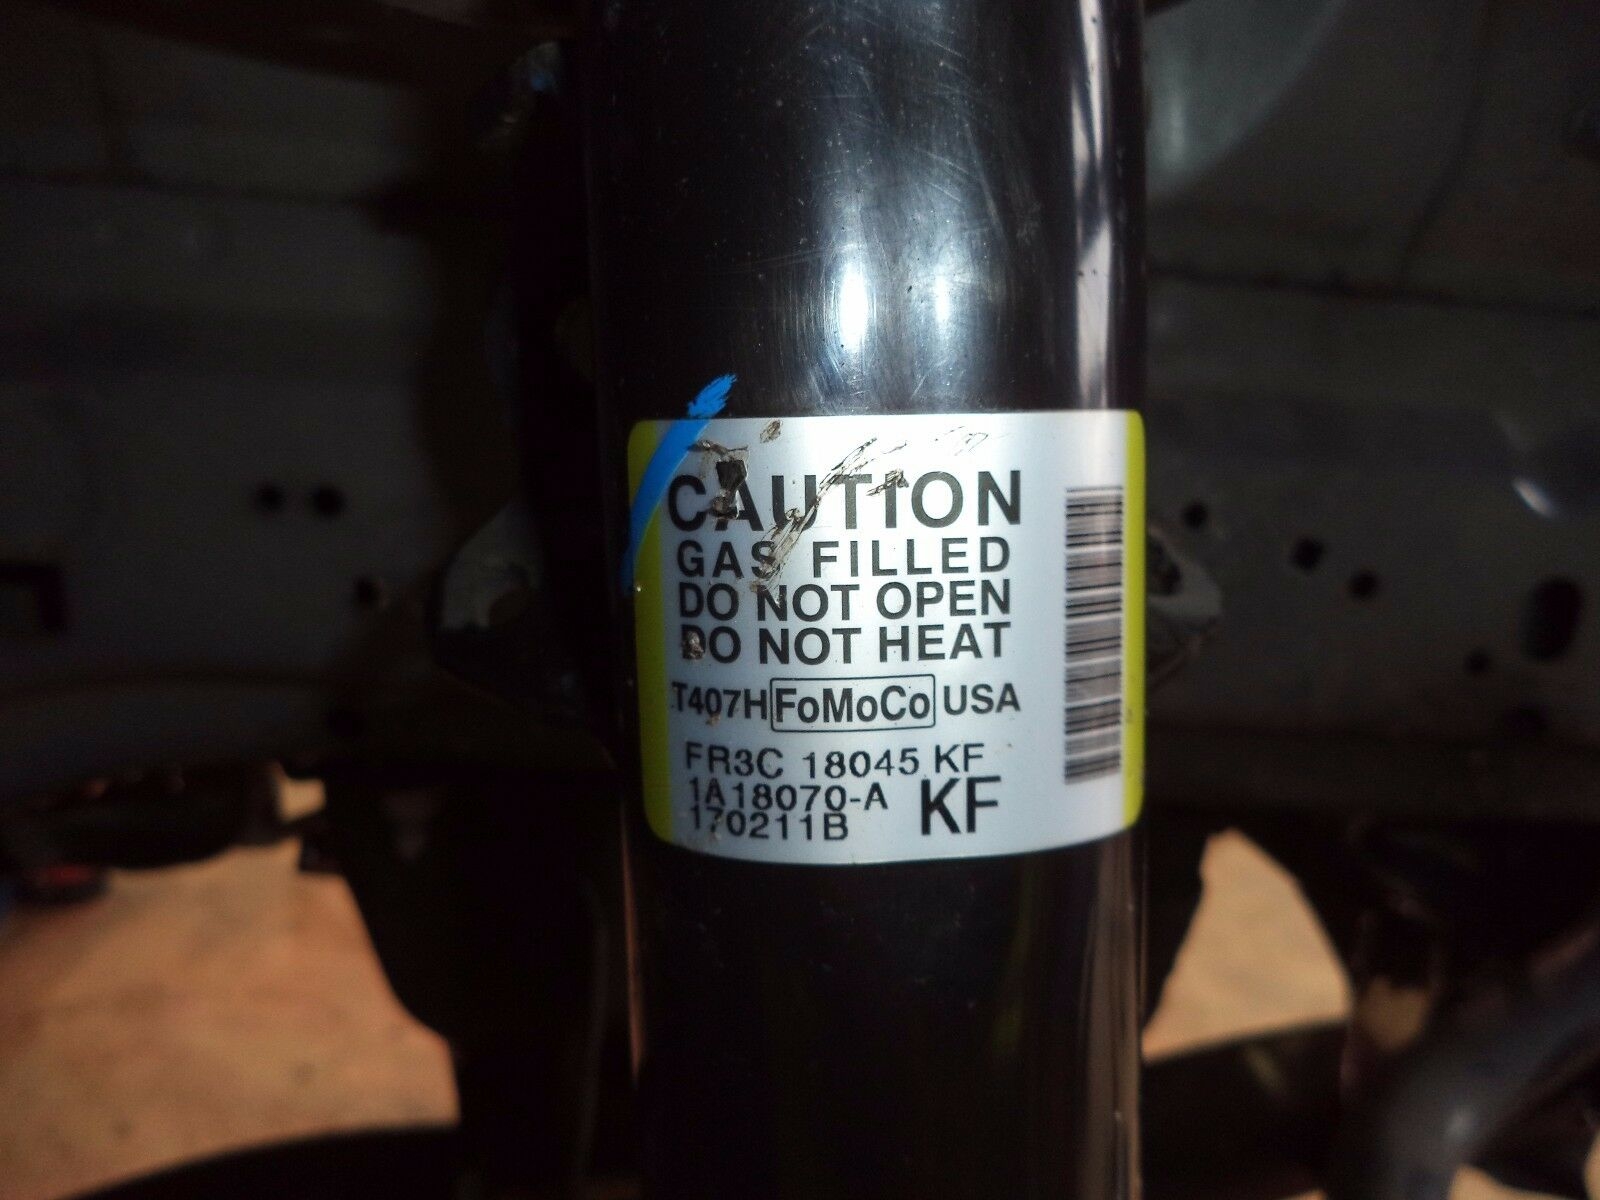 CAUTION
GAS FILLED
DO NOT OPEN
DO NOT HEAT
T407H FoMoCo USA
FR3C 18045 KF
1A18070-A KF
170211B